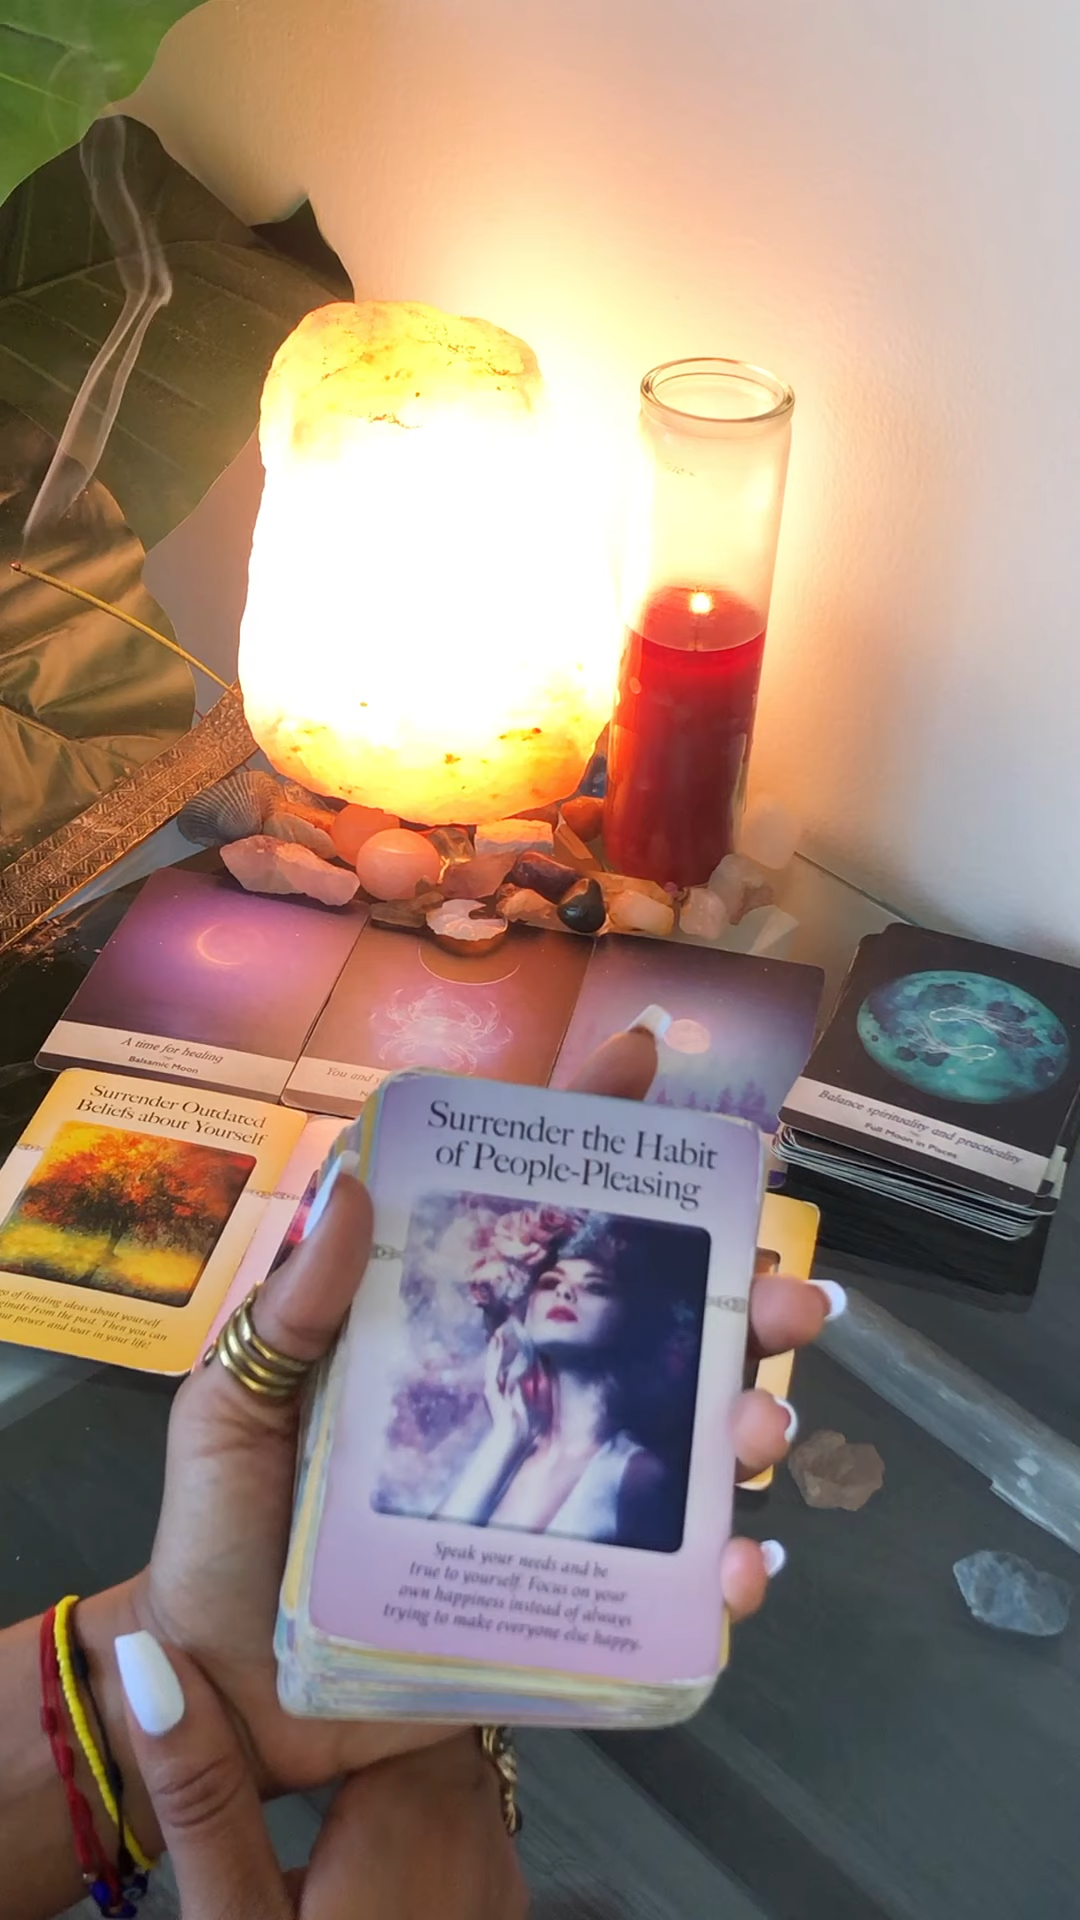 A time for healing
Balsamic Moon
You and
Balance spirituality and practicality
Full Moon in Pisces
Surrender Outdated
Beliefs about Yourself
go of limiting ideas about yourself
ginate from the past. Then you can
ur power and soar in your life!
Surrender the Habit
of People-Pleasing
Speak your needs and be
true to yourself. Focus on your
own happiness instead of always
trying to make everyone else happy.